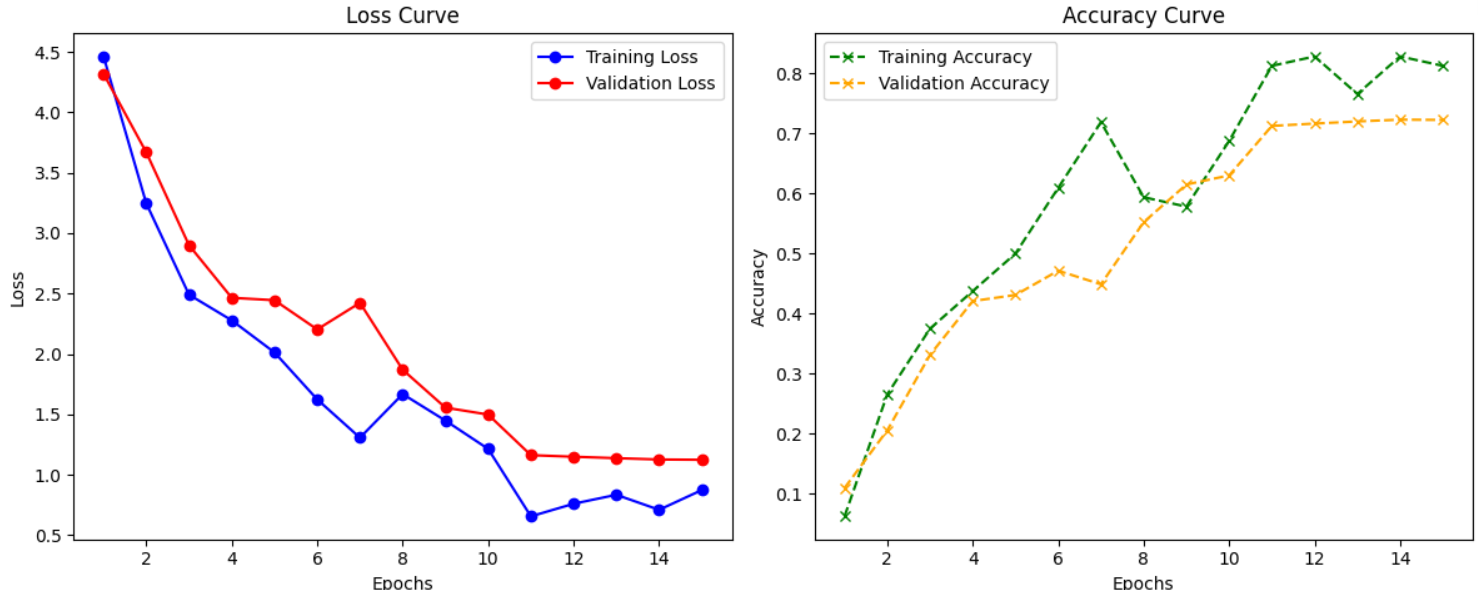 Loss Curve
Training Loss
Validation Loss
4.5
4.0
3.5
3.0
2.5
2.0
1.5
1.0
0.5
Loss
2 4 6 8 10 12 14
Epochs
Accuracy Curve
Training Accuracy
Validation Accuracy
0.8
0.7
0.6
0.5
0.4
0.3
0.2
0.1
Accuracy
2 4 6 8 10 12 14
Epochs